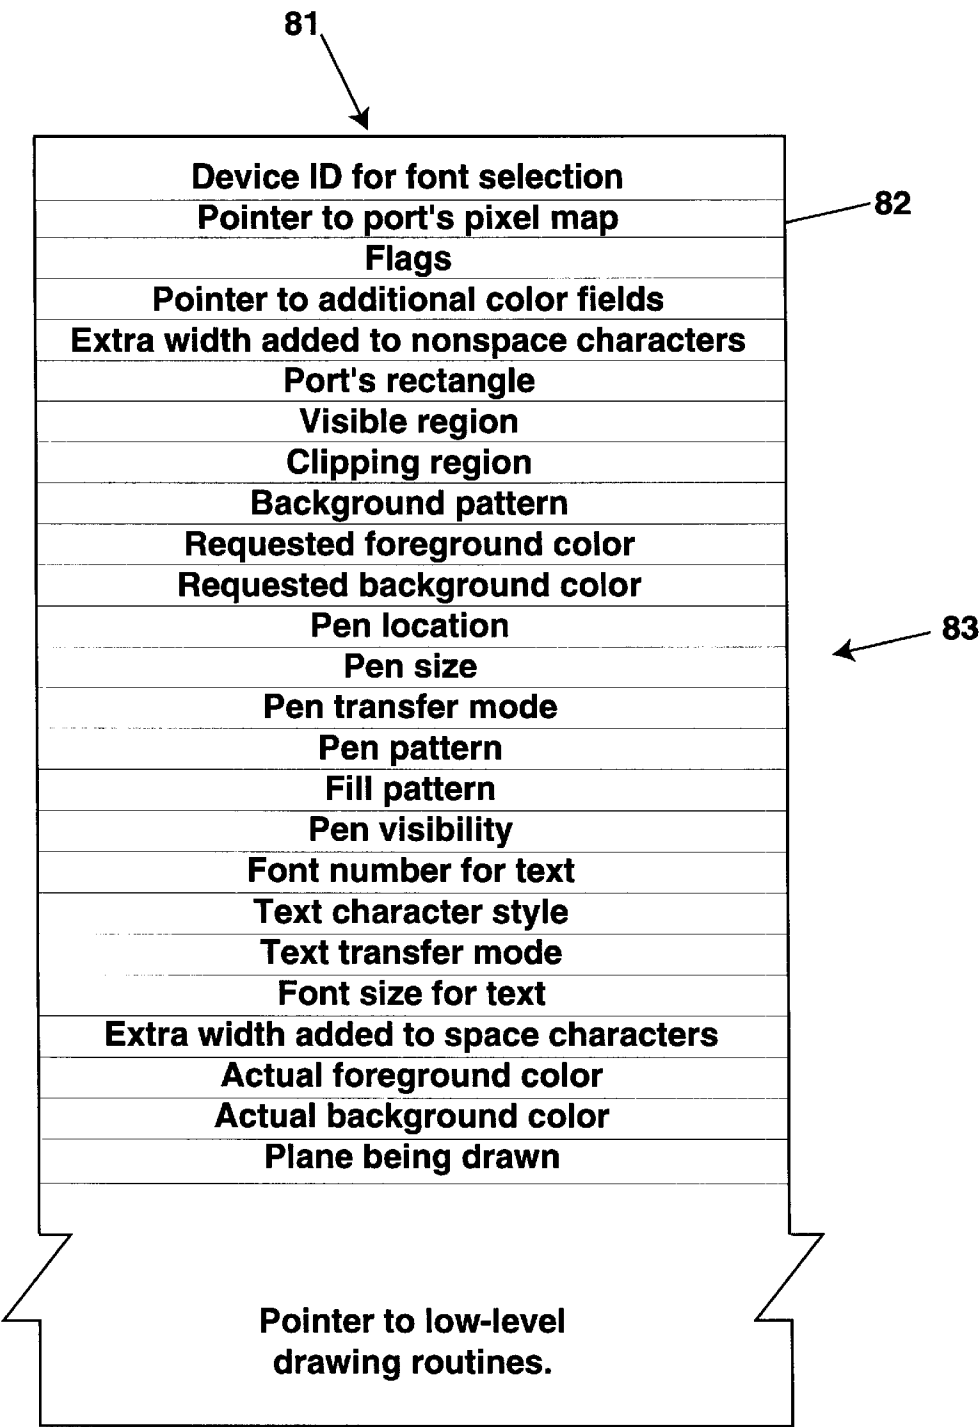 81
Device ID for font selection
Pointer to port's pixel map
82
Flags
Pointer to additional color fields
Extra width added to nonspace characters
Port's rectangle
Visible region
Clipping region
Background pattern
Requested foreground color
Requested background color
Pen location
83
Pen size
Pen transfer mode
Pen pattern
Fill pattern
Pen visibility
Font number for text
Text character style
Text transfer mode
Font size for text
Extra width added to space characters
Actual foreground color
Actual background color
Plane being drawn
Pointer to low-level
drawing routines.